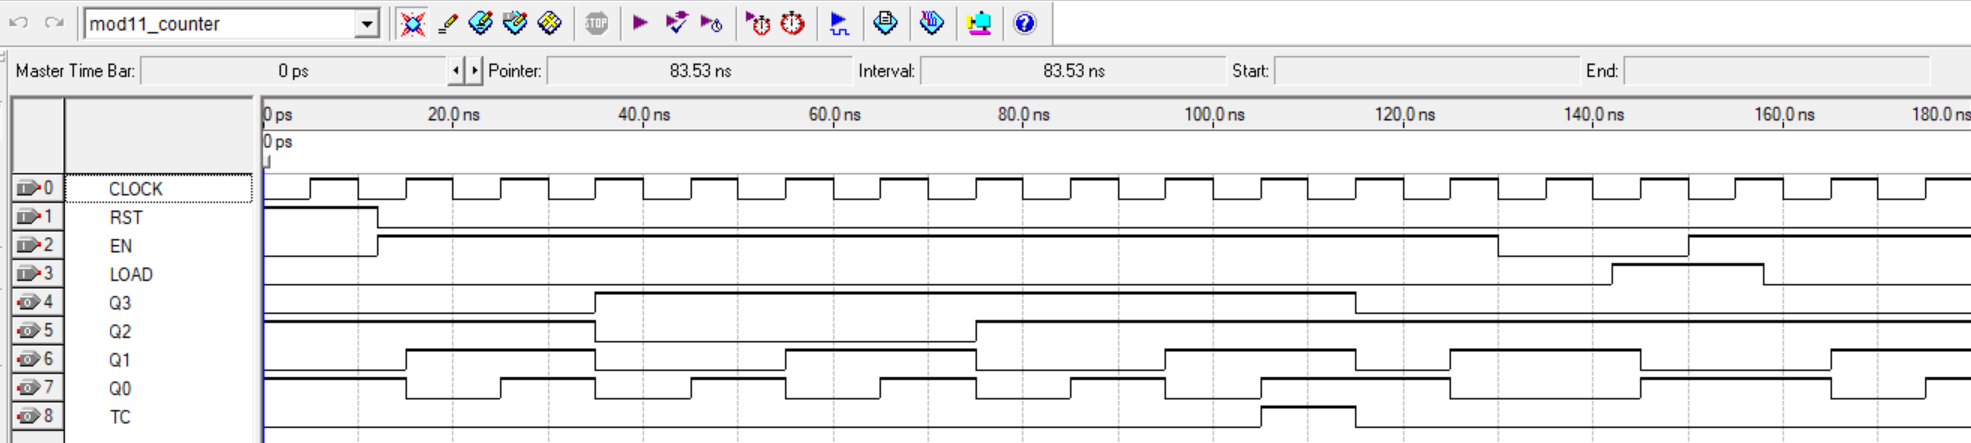 mod11_counter
STOP
Master Time Bar: 0 ps Pointer: 83.53 ns Interval: 83.53 ns Start: End:
0 ps 20.0 ns 40.0 ns 60.0 ns 80.0 ns 100.0 ns 120.0 ns 140.0 ns 160.0 ns 180.0 ns
0 ps
0 CLOCK
1 RST
2 EN
3 LOAD
4 Q3
5 Q2
6 Q1
7 Q0
8 TC